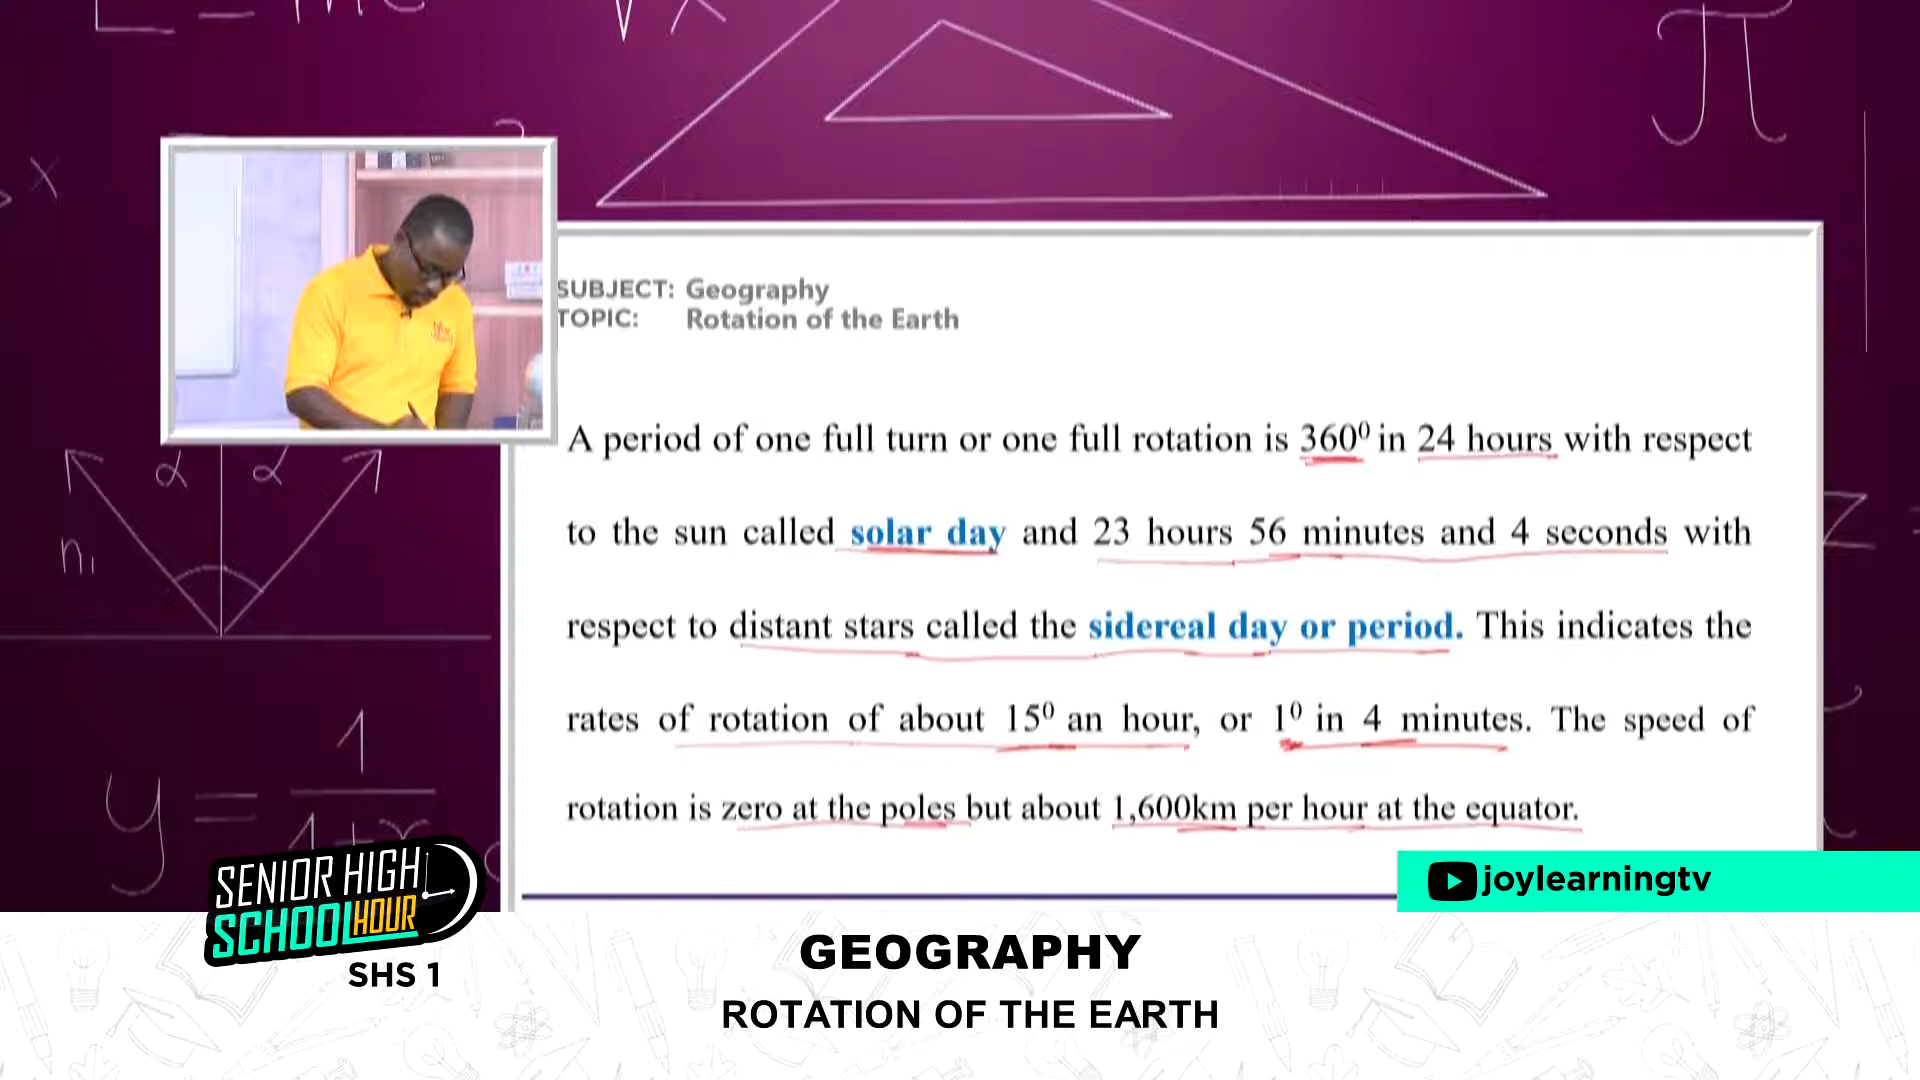 SUBJECT: Geography
TOPIC: Rotation of the Earth
A period of one full turn or one full rotation is 360⁰ in 24 hours with respect
to the sun called solar day and 23 hours 56 minutes and 4 seconds with
respect to distant stars called the sidereal day or period. This indicates the
rates of rotation of about 15⁰ an hour, or 1⁰ in 4 minutes. The speed of
rotation is zero at the poles but about 1,600km per hour at the equator.
joylearningtv
SENIOR HIGH
SCHOOL HOUR
SHS 1
GEOGRAPHY
ROTATION OF THE EARTH
π
x
α α
n₁
y = 1